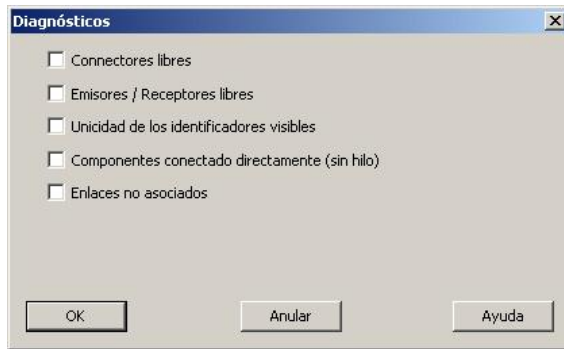 Diagnósticos
Connectores libres
Emisores / Receptores libres
Unicidad de los identificadores visibles
Componentes conectado directamente (sin hilo)
Enlaces no asociados
OK Anular Ayuda